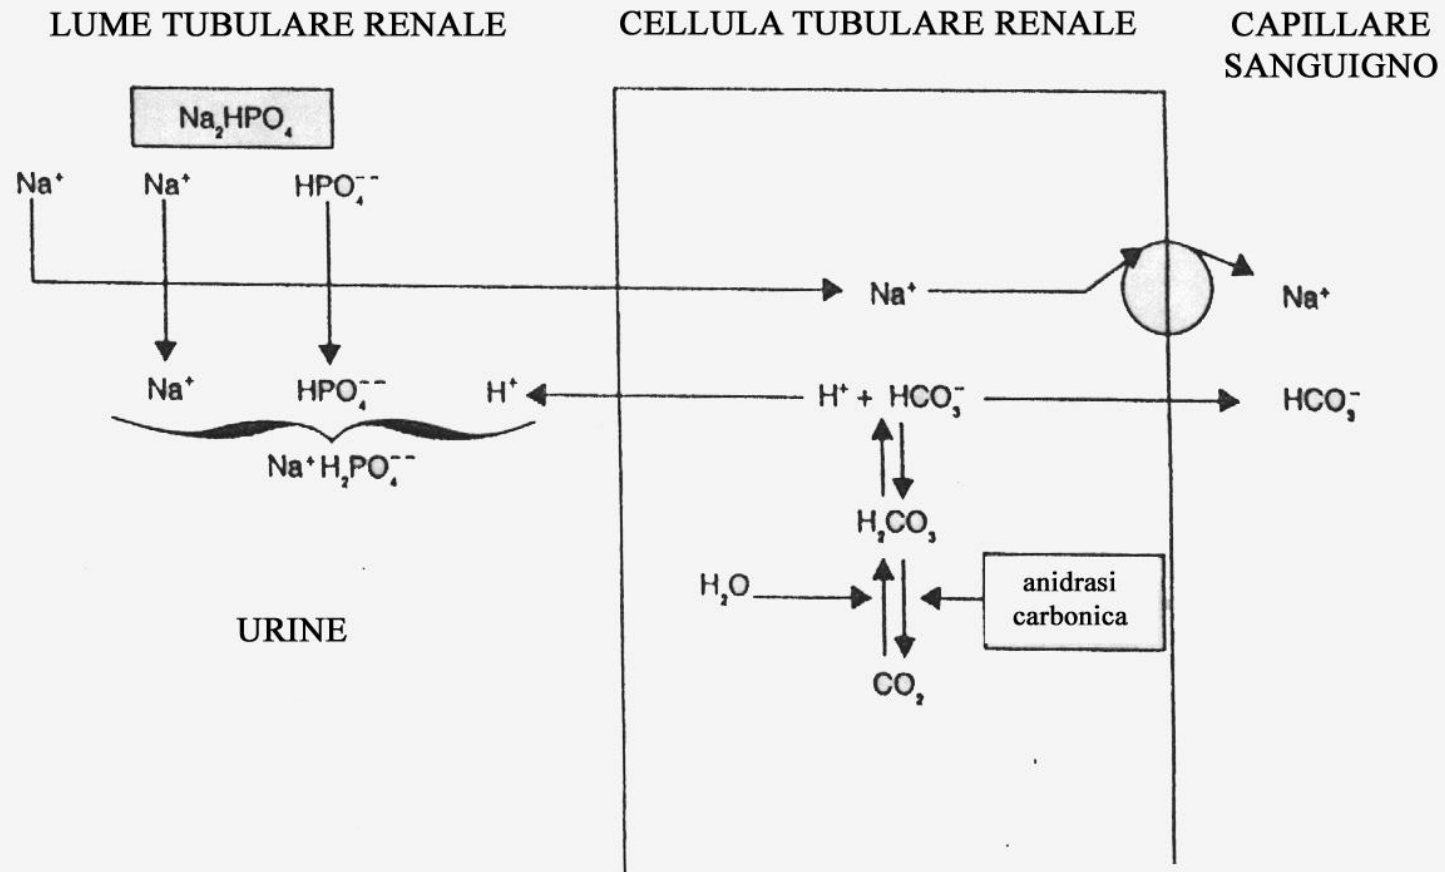 LUME TUBULARE RENALE
CELLULA TUBULARE RENALE
CAPILLARE
SANGUIGNO
Na₂HPO₄
Na⁺ Na⁺ HPO₄⁻⁻
Na⁺ Na⁺
Na⁺ HPO₄⁻⁻ H⁺ H⁺ + HCO₃⁻ HCO₃⁻
Na⁺H₂PO₄⁻⁻
H₂CO₃
H₂O
anidrasi
carbonica
URINE
CO₂